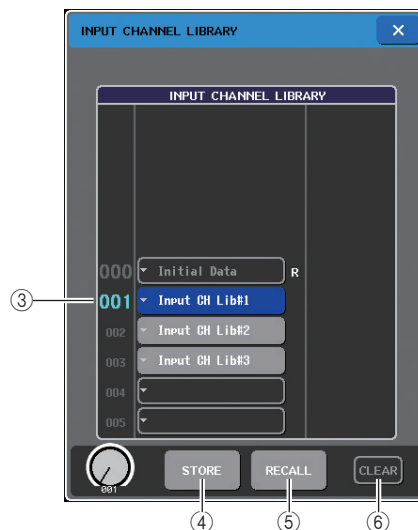 INPUT CHANNEL LIBRARY ×
INPUT CHANNEL LIBRARY
000 Initial Data R
③ 001 Input CH Lib#1
002 Input CH Lib#2
003 Input CH Lib#3
004
005
001 STORE RECALL CLEAR
④ ⑤ ⑥